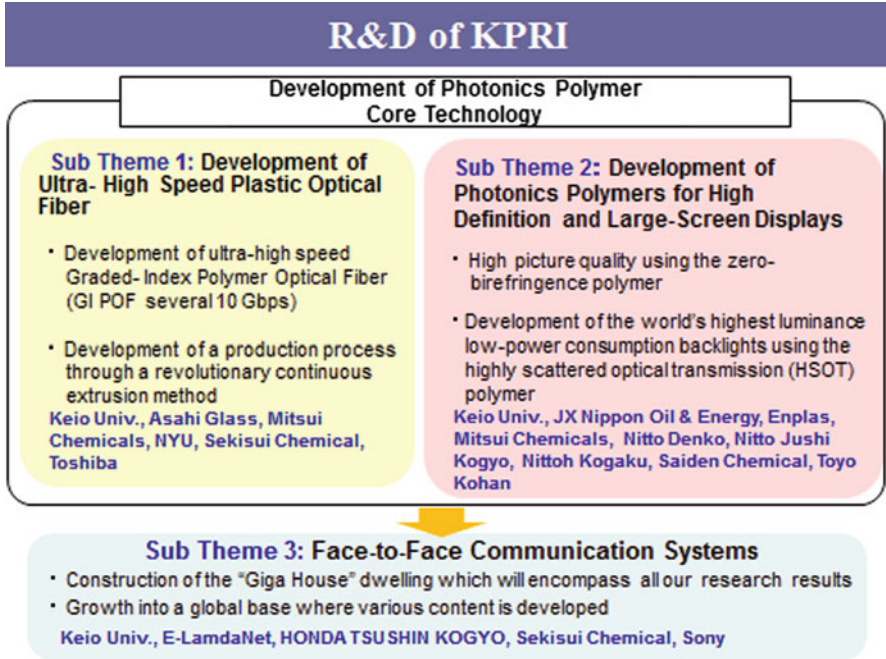 R&D of KPRI
Development of Photonics Polymer
Core Technology
Sub Theme 1: Development of
Ultra- High Speed Plastic Optical
Fiber
・Development of ultra-high speed
Graded- Index Polymer Optical Fiber
(GI POF several 10 Gbps)
・Development of a production process
through a revolutionary continuous
extrusion method
Keio Univ., Asahi Glass, Mitsui
Chemicals, NYU, Sekisui Chemical,
Toshiba
Sub Theme 2: Development of
Photonics Polymers for High
Definition and Large-Screen Displays
・High picture quality using the zero-
birefringence polymer
・Development of the world's highest luminance
low-power consumption backlights using the
highly scattered optical transmission (HSOT)
polymer
Keio Univ., JX Nippon Oil & Energy, Enplas,
Mitsui Chemicals, Nitto Denko, Nitto Jushi
Kogyo, Nittoh Kogaku, Saiden Chemical, Toyo
Kohan
Sub Theme 3: Face-to-Face Communication Systems
・Construction of the “Giga House” dwelling which will encompass all our research results
・Growth into a global base where various content is developed
Keio Univ., E-LamdaNet, HONDA TSUSHIN KOGYO, Sekisui Chemical, Sony